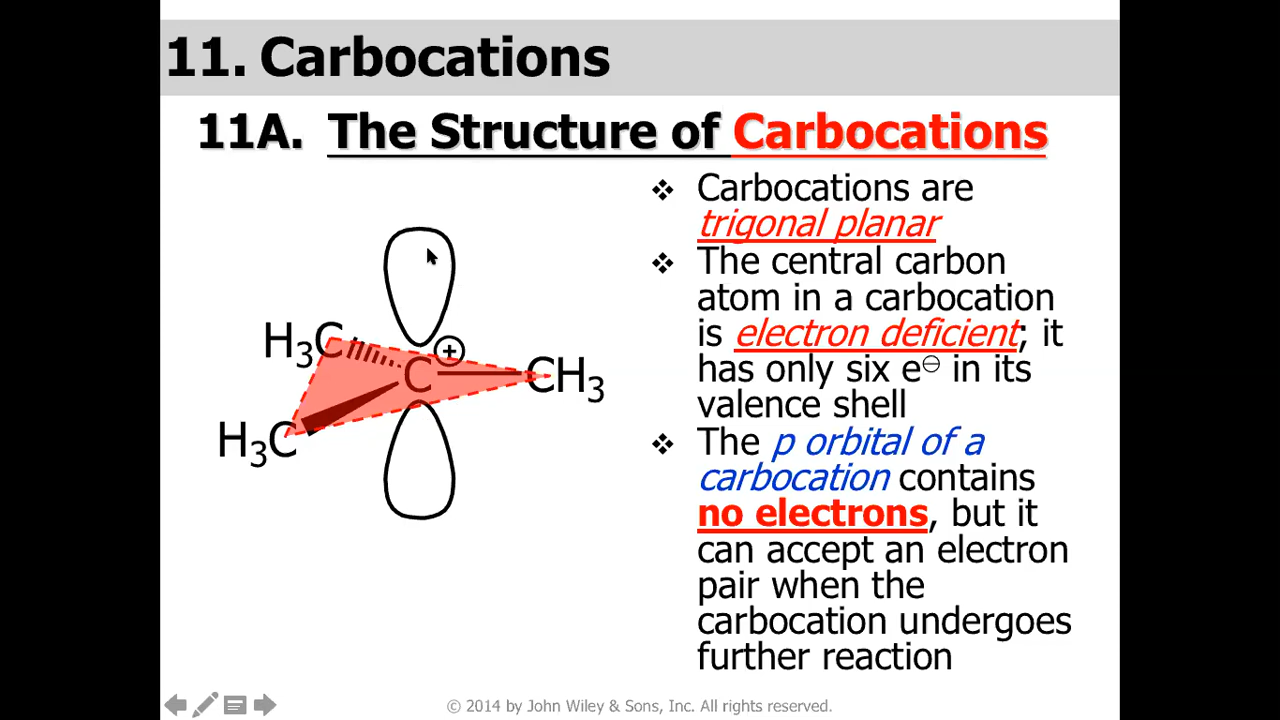 11. Carbocations
11A. The Structure of Carbocations
H₃C
⊕
C
CH₃
H₃C
❖ Carbocations are
trigonal planar
❖ The central carbon
atom in a carbocation
is electron deficient; it
has only six e⊖ in its
valence shell
❖ The p orbital of a
carbocation contains
no electrons, but it
can accept an electron
pair when the
carbocation undergoes
further reaction
© 2014 by John Wiley & Sons, Inc. All rights reserved.